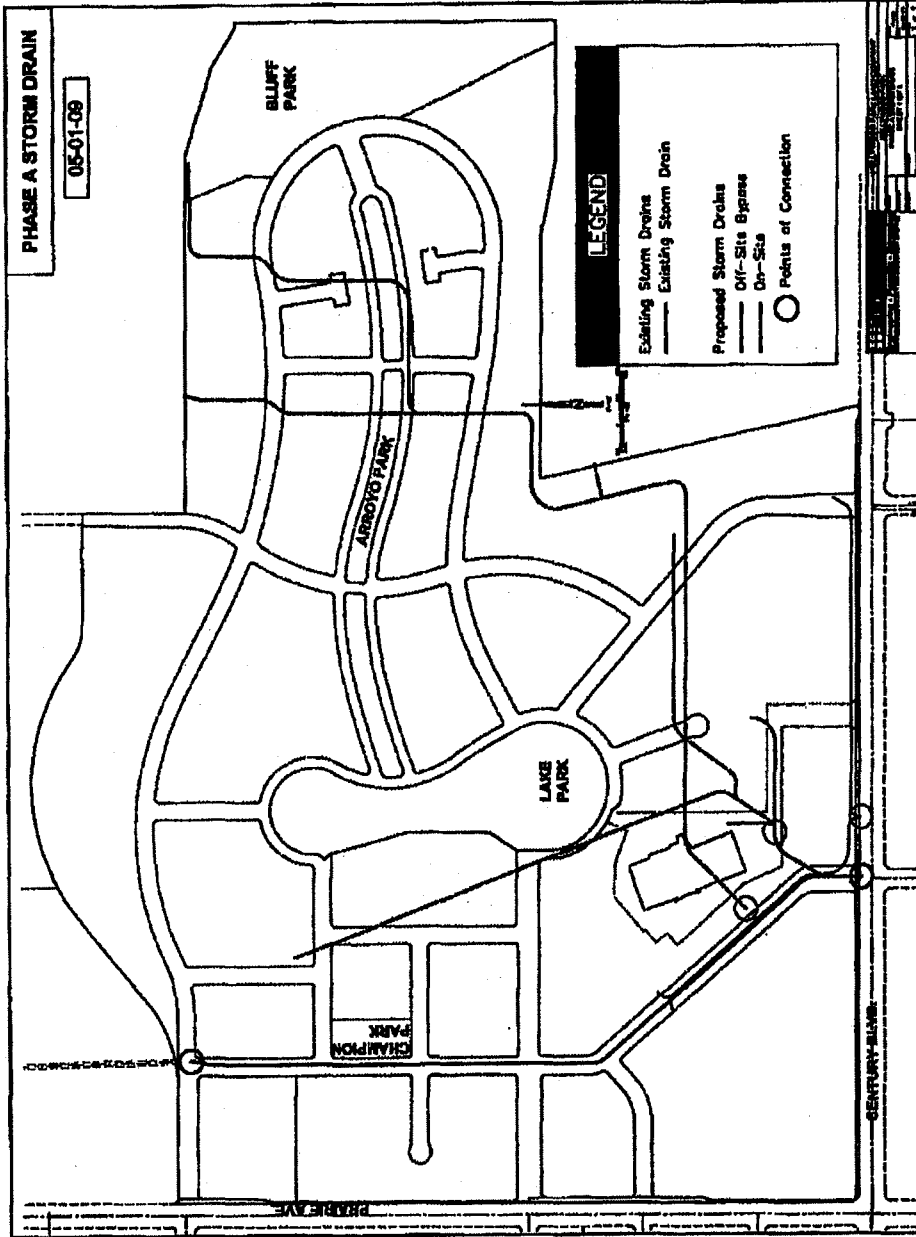 PHASE A STORM DRAIN
05-01-09
BLUFF
PARK
ARROYO PARK
LAKE
PARK
CHAMPION
PARK
PRAIRIE AVE
CENTURY BLVD.
LEGEND
Existing Storm Drains
Existing Storm Drain
Proposed Storm Drains
Off-Site Bypass
On-Site
Points of Connection
N